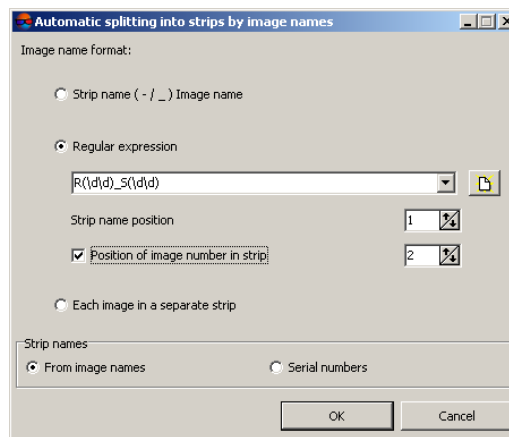 Automatic splitting into strips by image names
Image name format:
Strip name ( - / _ ) Image name
Regular expression
R(\d\d)_S(\d\d)
Strip name position 1
Position of image number in strip 2
Each image in a separate strip
Strip names
From image names Serial numbers
OK Cancel